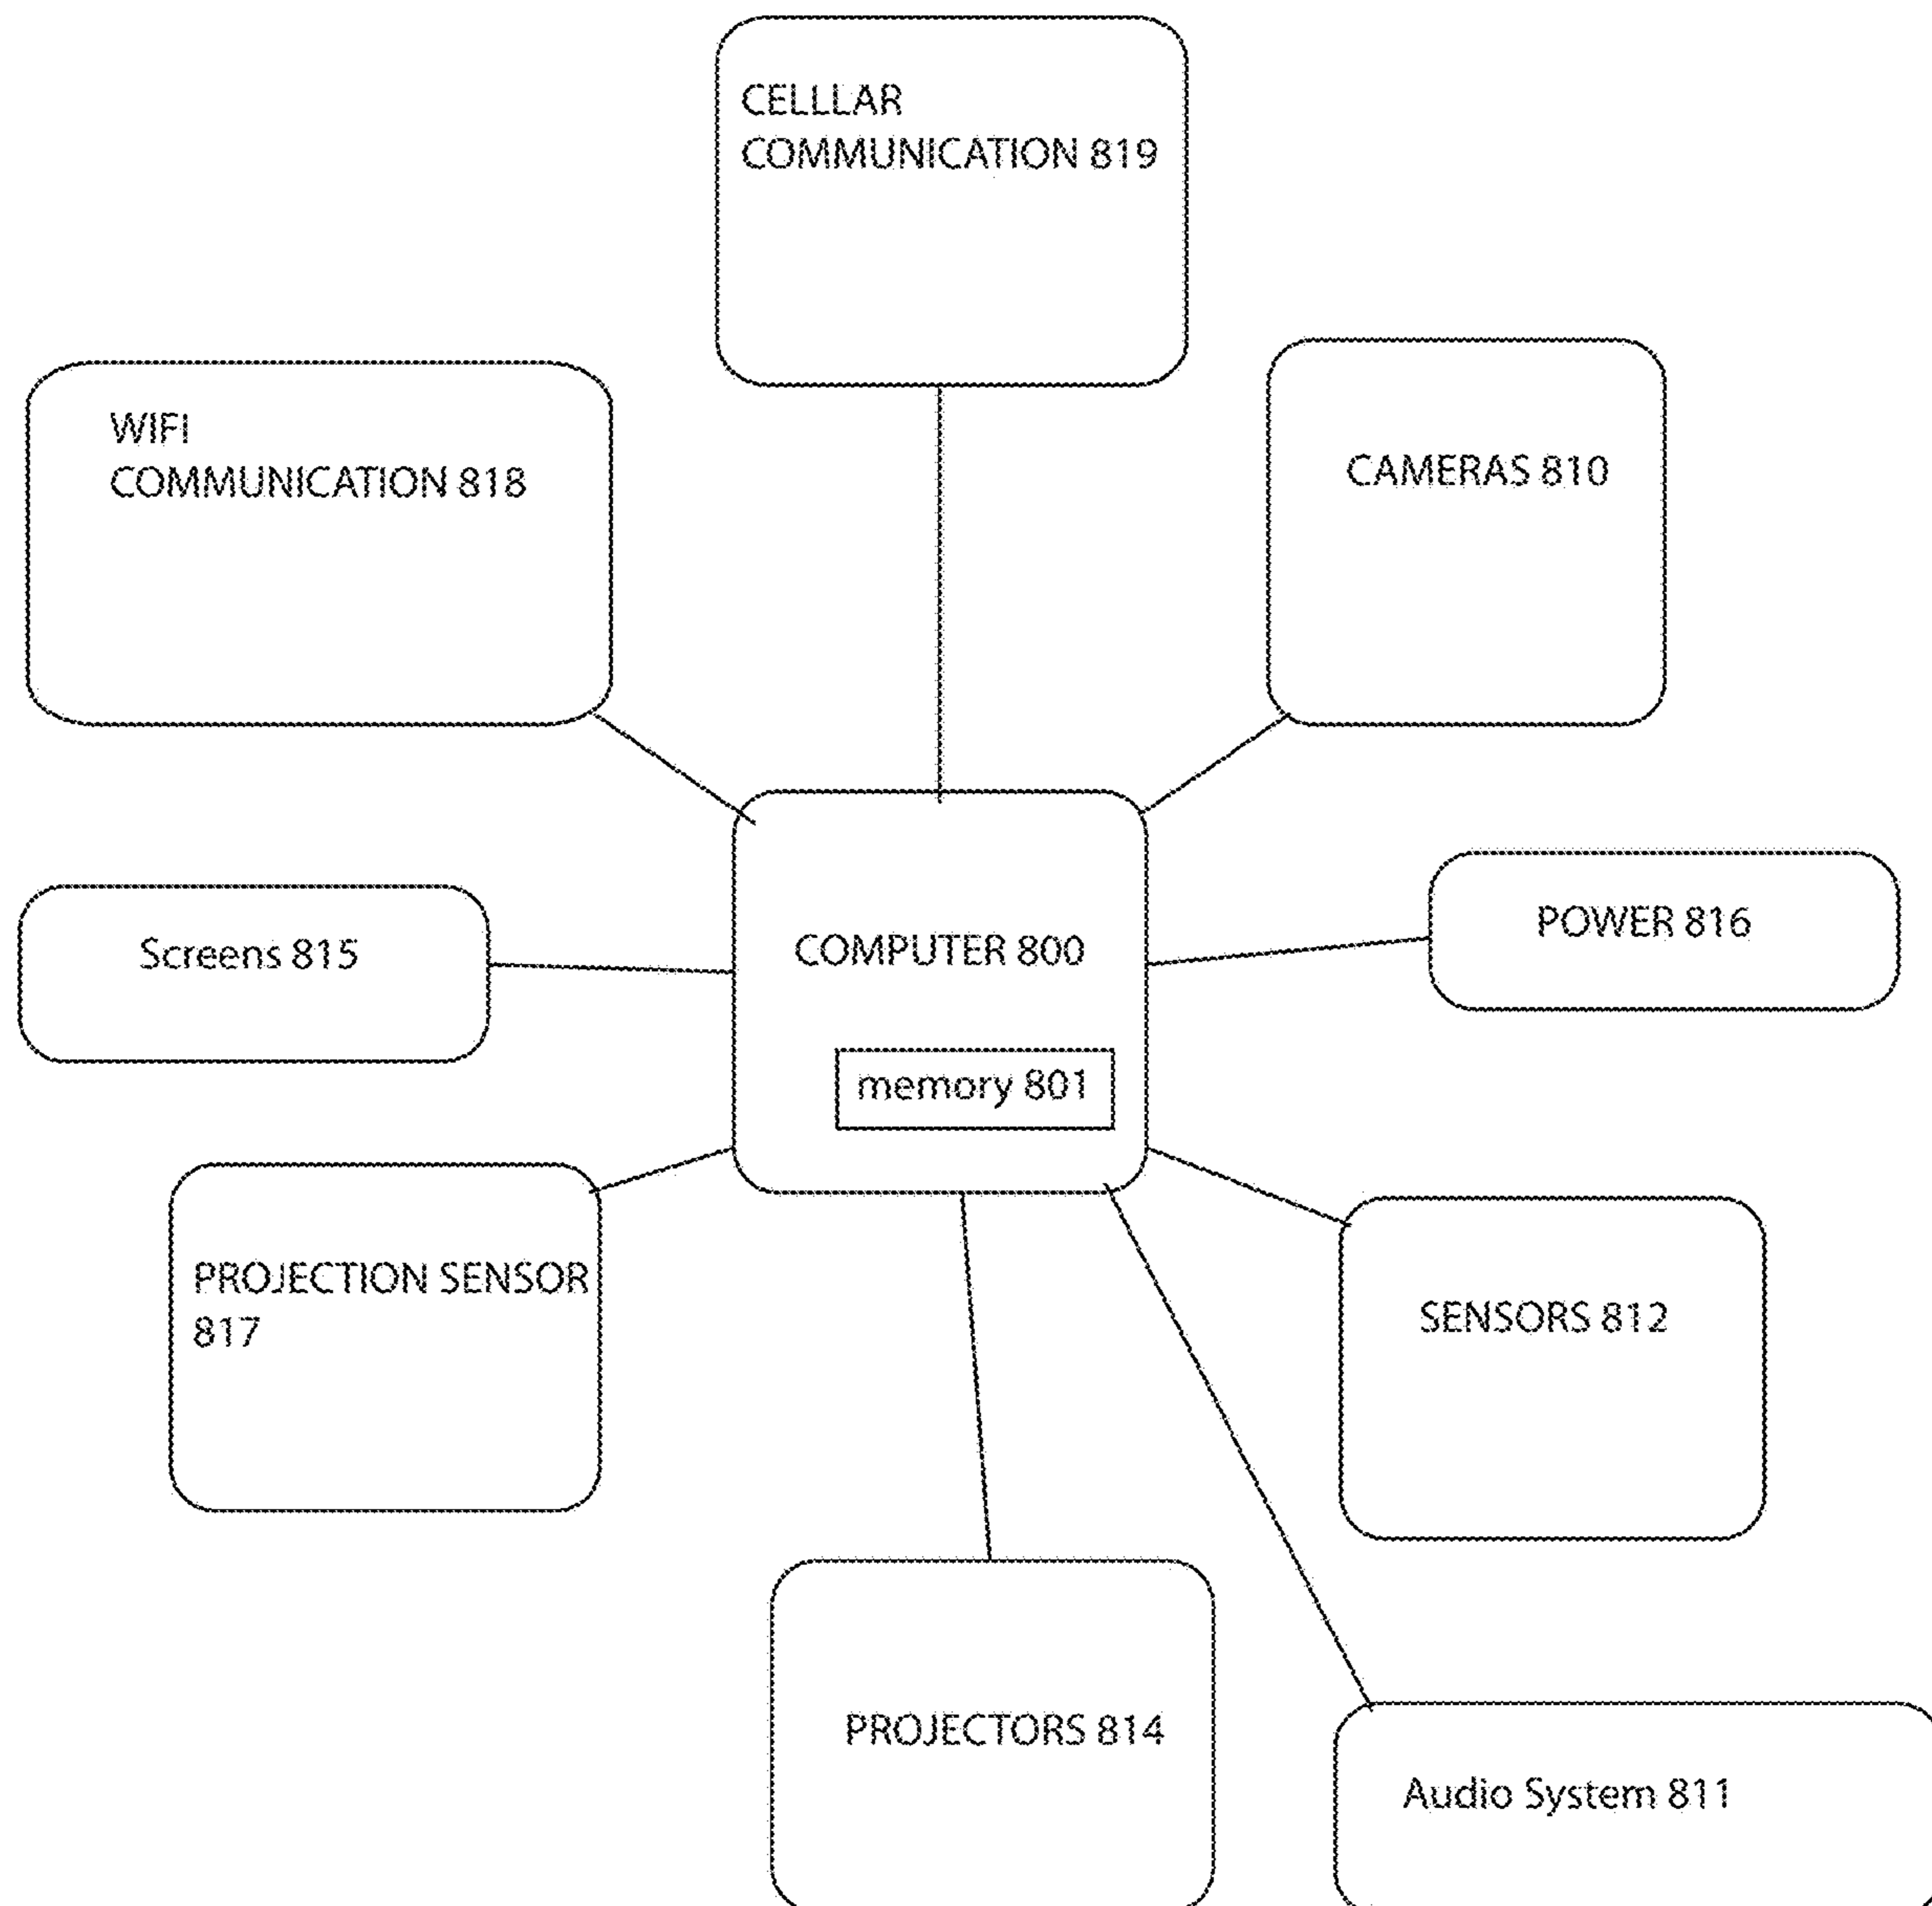 CELLLAR
COMMUNICATION 819
WIFI
COMMUNICATION 818
CAMERAS 810
Screens 815
COMPUTER 800
POWER 816
memory 801
PROJECTION SENSOR
817
SENSORS 812
PROJECTORS 814
Audio System 811